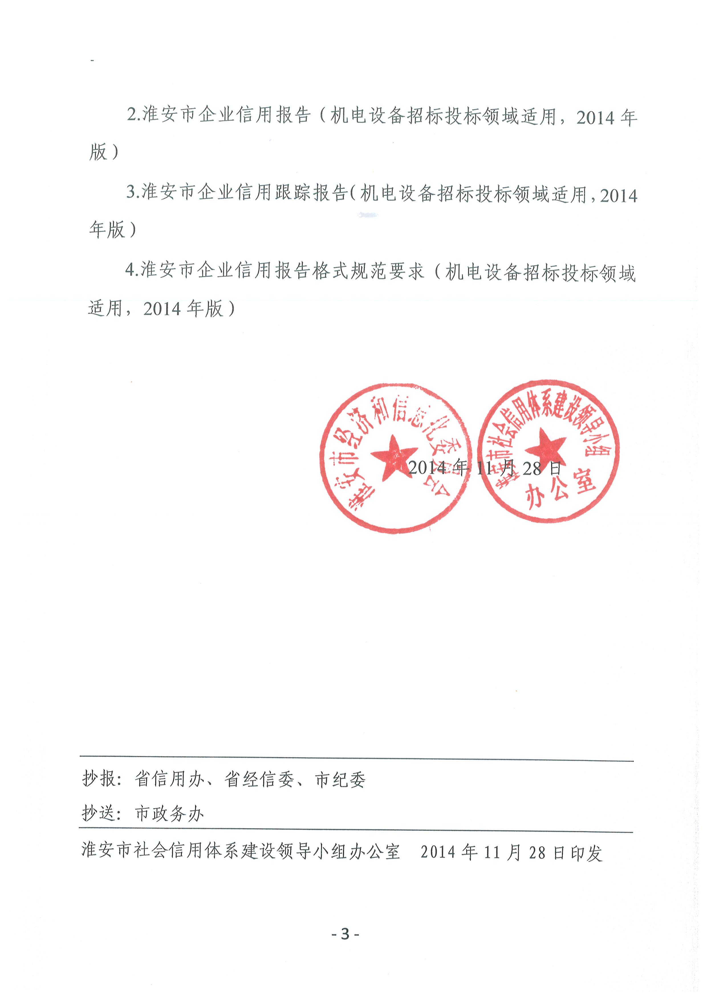 -
2.淮安市企业信用报告（机电设备招标投标领域适用，2014 年
版）
3.淮安市企业信用跟踪报告(机电设备招标投标领域适用,2014
年版）
4.淮安市企业信用报告格式规范要求（机电设备招标投标领域
适用，2014 年版）
淮安市经济和信息化委员会
淮安市社会信用体系建设领导小组
办公室
2014 年 11 月 28 日
抄报：省信用办、省经信委、市纪委
抄送：市政务办
淮安市社会信用体系建设领导小组办公室 2014 年 11 月 28 日印发
- 3 -